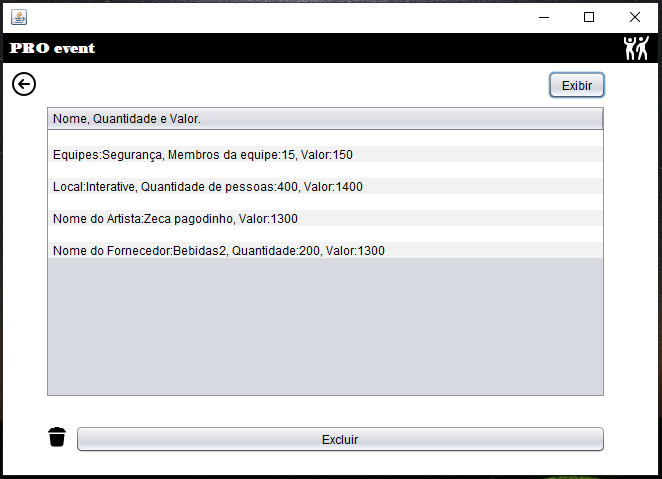 PRO event
Exibir
Nome, Quantidade e Valor.
Equipes:Segurança, Membros da equipe:15, Valor:150
Local:Interative, Quantidade de pessoas:400, Valor:1400
Nome do Artista:Zeca pagodinho, Valor:1300
Nome do Fornecedor:Bebidas2, Quantidade:200, Valor:1300
Excluir